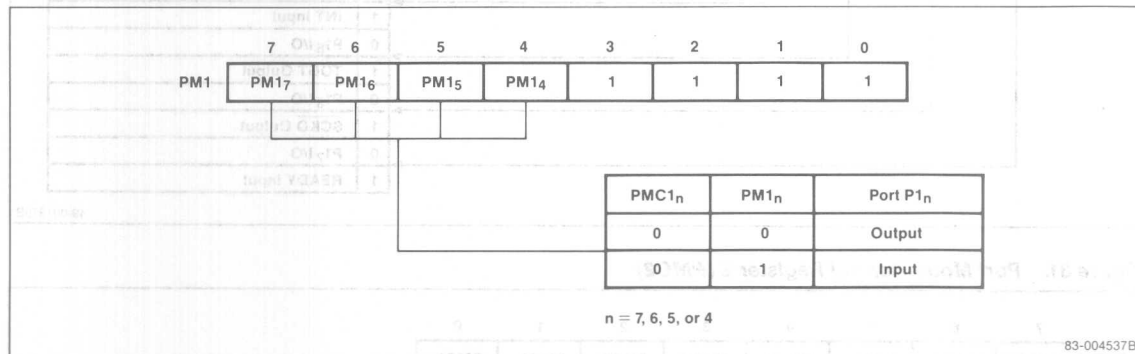 7 6 5 4 3 2 1 0
PM1 PM1₇ PM1₆ PM1₅ PM1₄ 1 1 1 1
PMC1ₙ PM1ₙ Port P1ₙ
0 0 Output
0 1 Input
n = 7, 6, 5, or 4
83-004537B